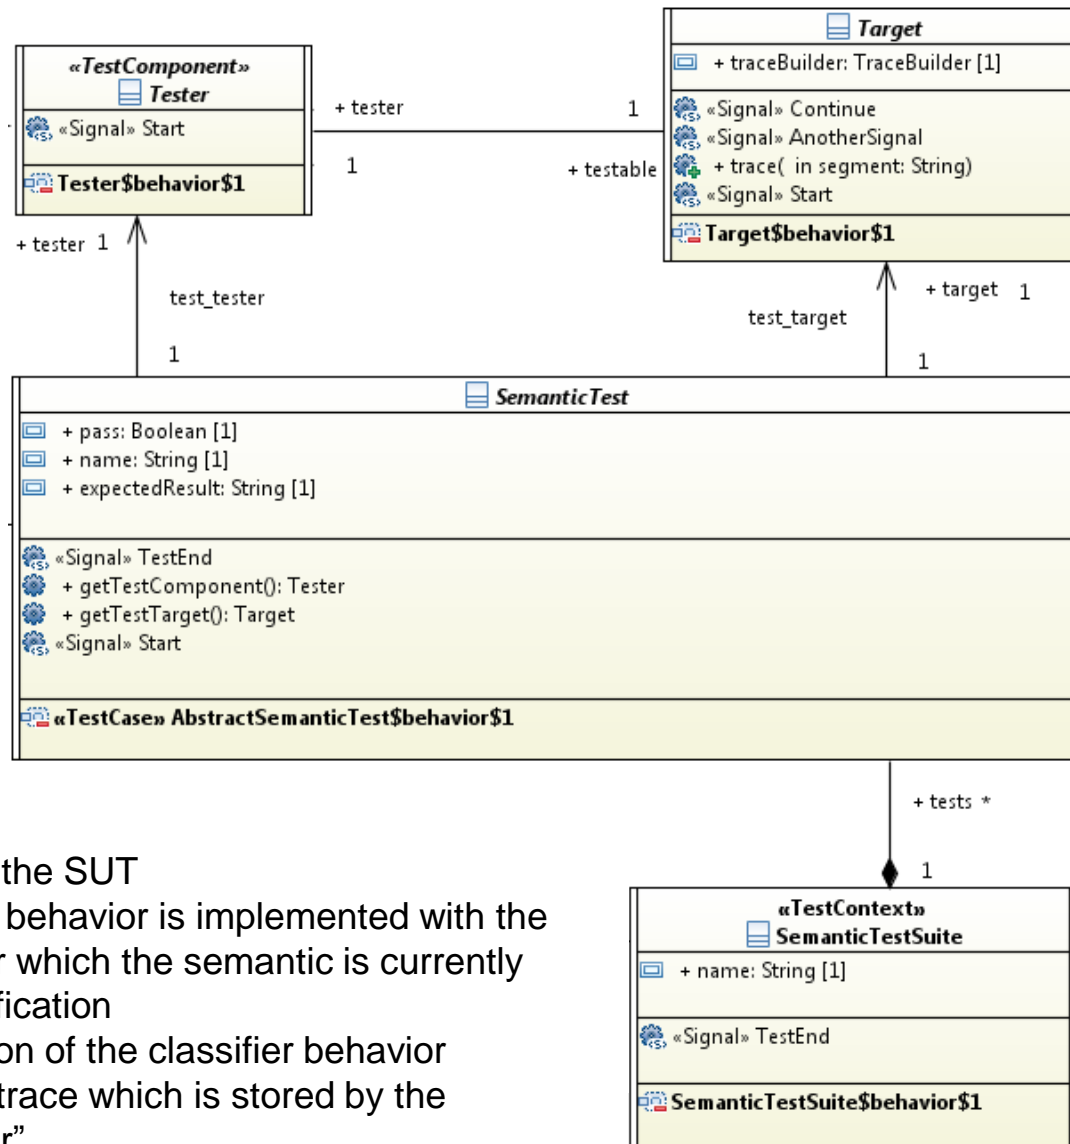 «TestComponent»
Tester
«Signal» Start
Tester$behavior$1
+ tester
1
1
+ testable
Target
+ traceBuilder: TraceBuilder [1]
«Signal» Continue
«Signal» AnotherSignal
+ trace( in segment: String)
«Signal» Start
Target$behavior$1
+ tester 1
test_tester
1
+ target 1
test_target
1
SemanticTest
+ pass: Boolean [1]
+ name: String [1]
+ expectedResult: String [1]
«Signal» TestEnd
+ getTestComponent(): Tester
+ getTestTarget(): Target
«Signal» Start
«TestCase» AbstractSemanticTest$behavior$1
+ tests *
1
the SUT
behavior is implemented with the
r which the semantic is currently
fication
on of the classifier behavior
trace which is stored by the
r”
«TestContext»
SemanticTestSuite
+ name: String [1]
«Signal» TestEnd
SemanticTestSuite$behavior$1